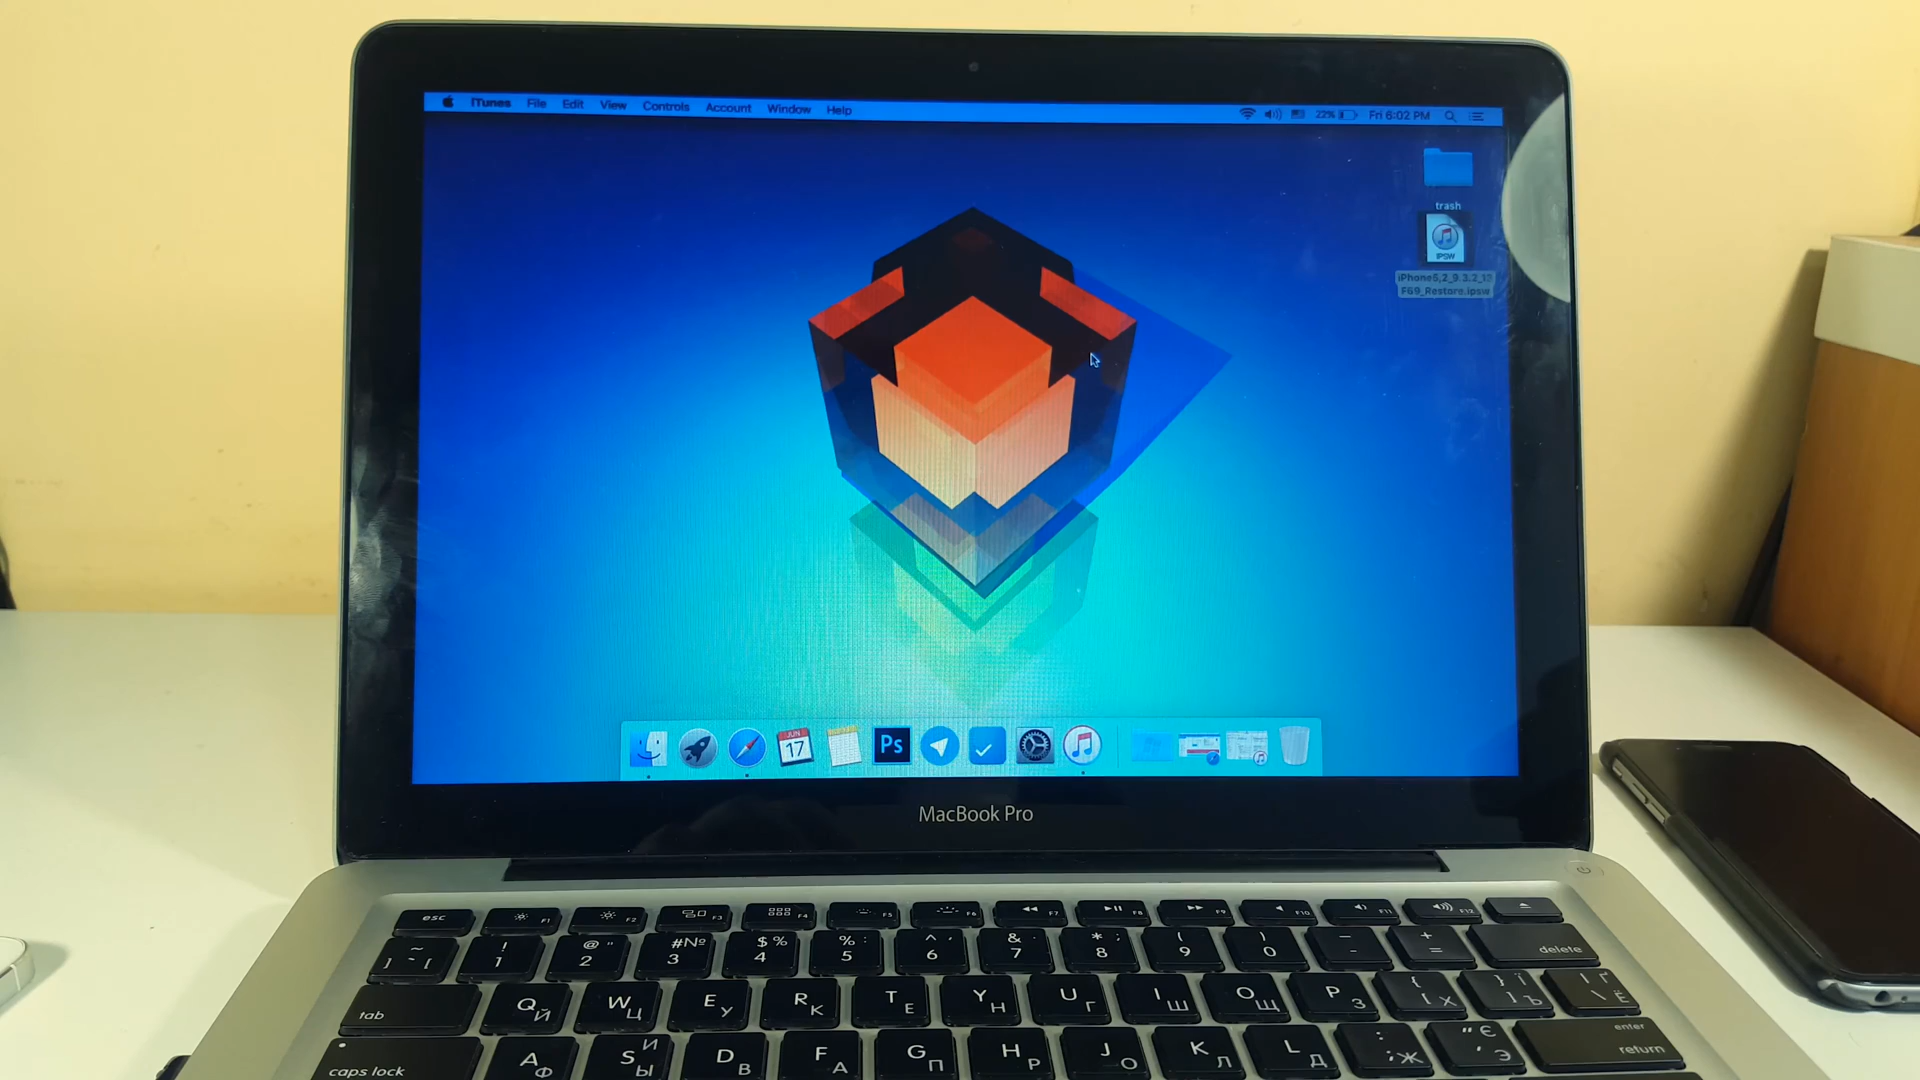 iTunes File Edit View Controls Account Window Help
22% Fri 6:02 PM
trash
IPSW
iPhone5,2_9.3.2_13
F69_Restore.ipsw
JUN
17
Ps
MacBook Pro
esc F1 F2 F3 F4 F5 F6 F7 F8 F9 F10 F11 F12
~ ! @ " #№ $ % % : ^ , & . * ; ( ) - +
] ` [ 1 2 3 4 5 6 7 8 9 0 = delete
tab Q Й W Ц E У R К T Е Y Н U Г I Ш O Щ P З { [ Х } ] Ї Ъ | \ Ґ Ё
enter
caps lock A Ф S И Ы D В F А G П H Р J О K Л L Д : ; Ж " ' Є Э return